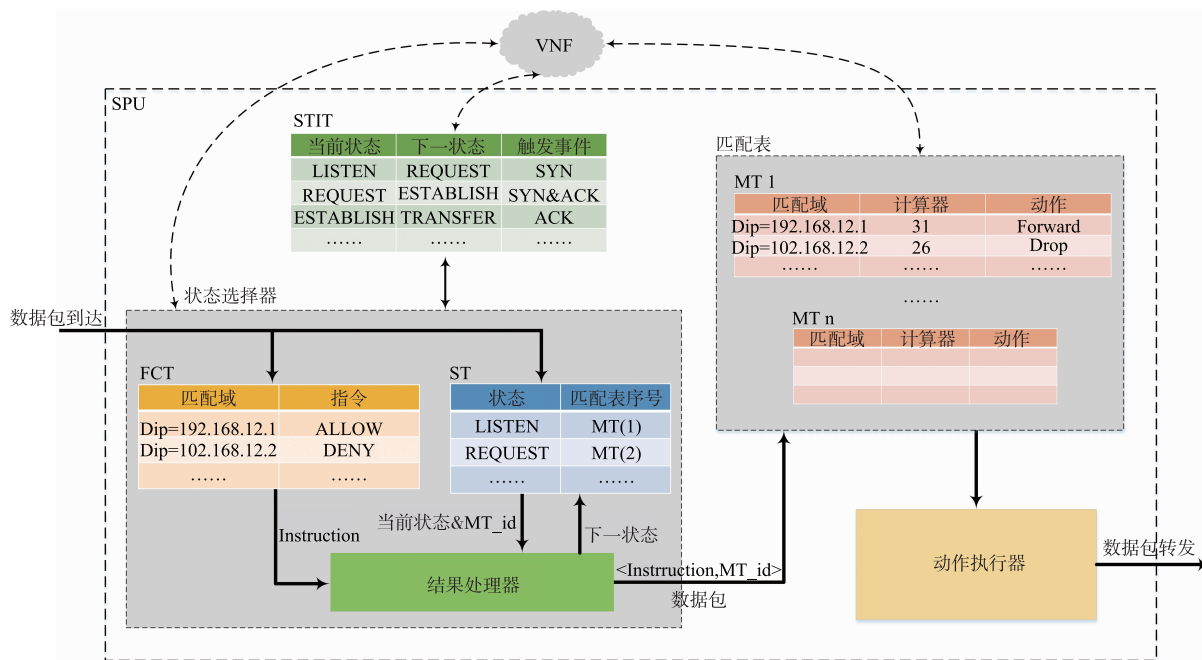 VNF
SPU
STIT
当前状态 下一状态 触发事件
LISTEN REQUEST SYN
REQUEST ESTABLISH SYN&ACK
ESTABLISH TRANSFER ACK
…… …… ……
匹配表
MT 1
匹配域 计算器 动作
Dip=192.168.12.1 31 Forward
Dip=102.168.12.2 26 Drop
…… …… ……
……
MT n
匹配域 计算器 动作
状态选择器
数据包到达
FCT
匹配域 指令
Dip=192.168.12.1 ALLOW
Dip=102.168.12.2 DENY
…… ……
ST
状态 匹配表序号
LISTEN MT(1)
REQUEST MT(2)
…… ……
Instruction
当前状态&MT_id
下一状态
结果处理器
<Instrruction,MT_id>
数据包
动作执行器
数据包转发